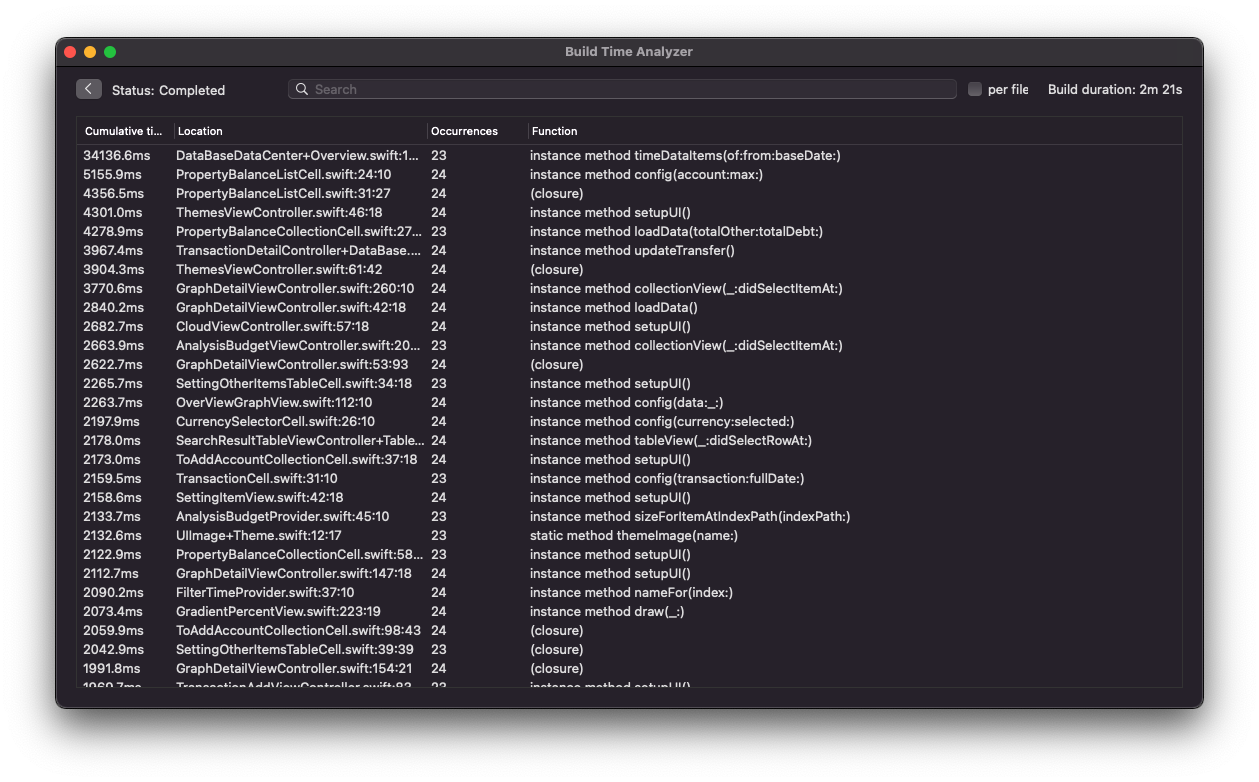 Build Time Analyzer
Status: Completed Search per file Build duration: 2m 21s
Cumulative ti... Location Occurrences Function
34136.6ms DataBaseDataCenter+Overview.swift:1... 23 instance method timeDataItems(of:from:baseDate:)
5155.9ms PropertyBalanceListCell.swift:24:10 24 instance method config(account:max:)
4356.5ms PropertyBalanceListCell.swift:31:27 24 (closure)
4301.0ms ThemesViewController.swift:46:18 24 instance method setupUI()
4278.9ms PropertyBalanceCollectionCell.swift:27... 23 instance method loadData(totalOther:totalDebt:)
3967.4ms TransactionDetailController+DataBase.... 24 instance method updateTransfer()
3904.3ms ThemesViewController.swift:61:42 24 (closure)
3770.6ms GraphDetailViewController.swift:260:10 24 instance method collectionView(_:didSelectItemAt:)
2840.2ms GraphDetailViewController.swift:42:18 24 instance method loadData()
2682.7ms CloudViewController.swift:57:18 24 instance method setupUI()
2663.9ms AnalysisBudgetViewController.swift:20... 23 instance method collectionView(_:didSelectItemAt:)
2622.7ms GraphDetailViewController.swift:53:93 24 (closure)
2265.7ms SettingOtherItemsTableCell.swift:34:18 23 instance method setupUI()
2263.7ms OverViewGraphView.swift:112:10 24 instance method config(data:_:)
2197.9ms CurrencySelectorCell.swift:26:10 24 instance method config(currency:selected:)
2178.0ms SearchResultTableViewController+Table... 24 instance method tableView(_:didSelectRowAt:)
2173.0ms ToAddAccountCollectionCell.swift:37:18 24 instance method setupUI()
2159.5ms TransactionCell.swift:31:10 23 instance method config(transaction:fullDate:)
2158.6ms SettingItemView.swift:42:18 24 instance method setupUI()
2133.7ms AnalysisBudgetProvider.swift:45:10 23 instance method sizeForItemAtIndexPath(indexPath:)
2132.6ms UIImage+Theme.swift:12:17 23 static method themeImage(name:)
2122.9ms PropertyBalanceCollectionCell.swift:58... 23 instance method setupUI()
2112.7ms GraphDetailViewController.swift:147:18 24 instance method setupUI()
2090.2ms FilterTimeProvider.swift:37:10 24 instance method nameFor(index:)
2073.4ms GradientPercentView.swift:223:19 24 instance method draw(_:)
2059.9ms ToAddAccountCollectionCell.swift:98:43 24 (closure)
2042.9ms SettingOtherItemsTableCell.swift:39:39 23 (closure)
1991.8ms GraphDetailViewController.swift:154:21 24 (closure)
23 instance method setupUI()